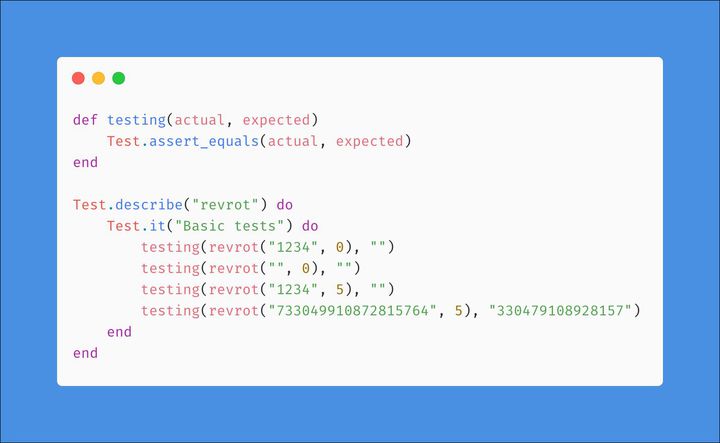 def testing(actual, expected)
    Test.assert_equals(actual, expected)
end

Test.describe("revrot") do
    Test.it("Basic tests") do
        testing(revrot("1234", 0), "")
        testing(revrot("", 0), "")
        testing(revrot("1234", 5), "")
        testing(revrot("733049910872815764", 5), "330479108928157")
    end
end